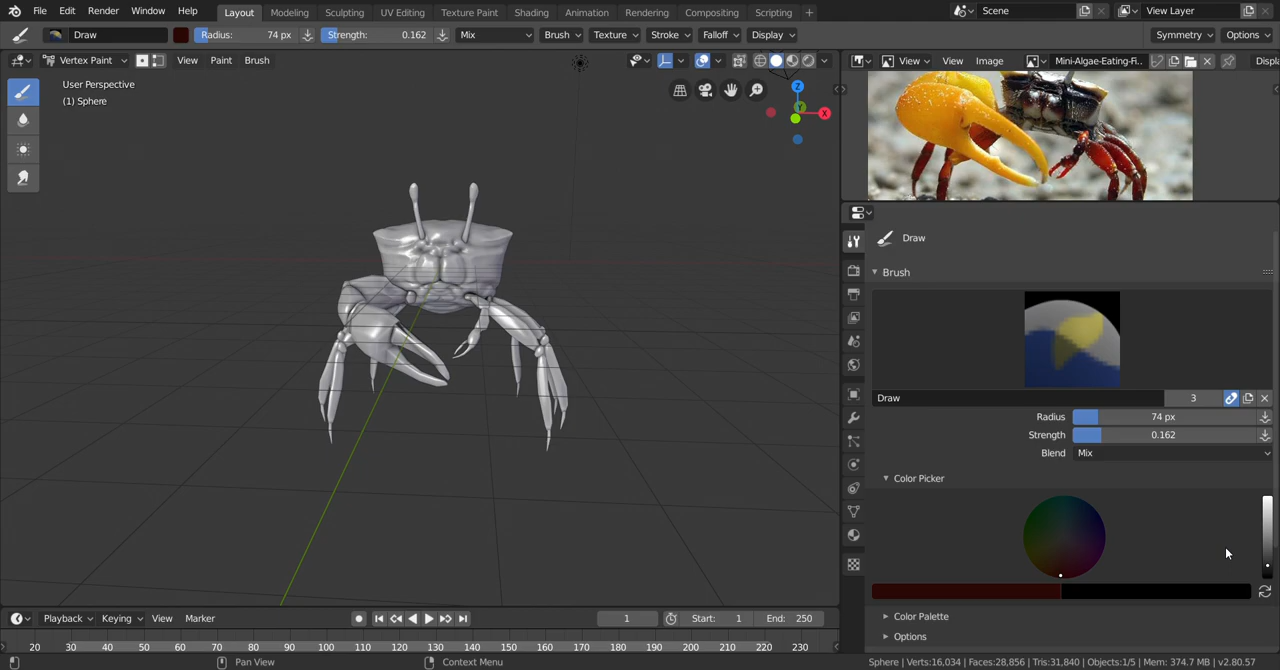 File Edit Render Window Help Layout Modeling Sculpting UV Editing Texture Paint Shading Animation Rendering Compositing Scripting + Scene View Layer
Draw Radius: 74 px Strength: 0.162 Mix Brush Texture Stroke Falloff Display Symmetry Options
Vertex Paint View Paint Brush View View Image Mini-Algae-Eating-Fi.. Displa
User Perspective
(1) Sphere
Z
Y
X
Draw
Brush
Draw 3
Radius 74 px
Strength 0.162
Blend Mix
Color Picker
Color Palette
Options
Playback Keying View Marker 1 Start: 1 End: 250
20 30 40 50 60 70 80 90 100 110 120 130 140 150 160 170 180 190 200 210 220 230
Pan View Context Menu Sphere | Verts:16,034 | Faces:28,856 | Tris:31,840 | Objects:1/5 | Mem: 374.7 MB | v2.80.57